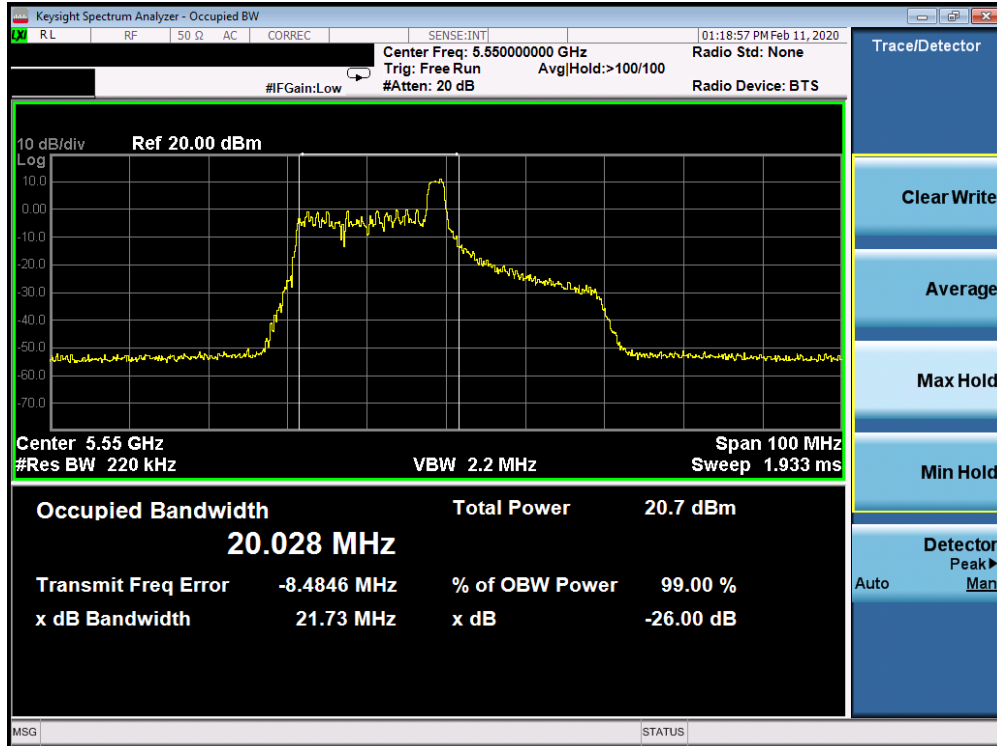 Keysight Spectrum Analyzer - Occupied BW
LXI RL RF 50 Ω AC CORREC SENSE:INT 01:18:57 PM Feb 11, 2020
Center Freq: 5.550000000 GHz Radio Std: None
Trig: Free Run Avg|Hold:>100/100
#IFGain:Low #Atten: 20 dB Radio Device: BTS
Trace/Detector
10 dB/div Ref 20.00 dBm
Log
10.0
0.00
-10.0
-20.0
-30.0
-40.0
-50.0
-60.0
-70.0
Center 5.55 GHz Span 100 MHz
#Res BW 220 kHz VBW 2.2 MHz Sweep 1.933 ms
Occupied Bandwidth Total Power 20.7 dBm
20.028 MHz
Transmit Freq Error -8.4846 MHz % of OBW Power 99.00 %
x dB Bandwidth 21.73 MHz x dB -26.00 dB
Clear Write
Average
Max Hold
Min Hold
Detector
Peak▶
Auto Man
MSG STATUS